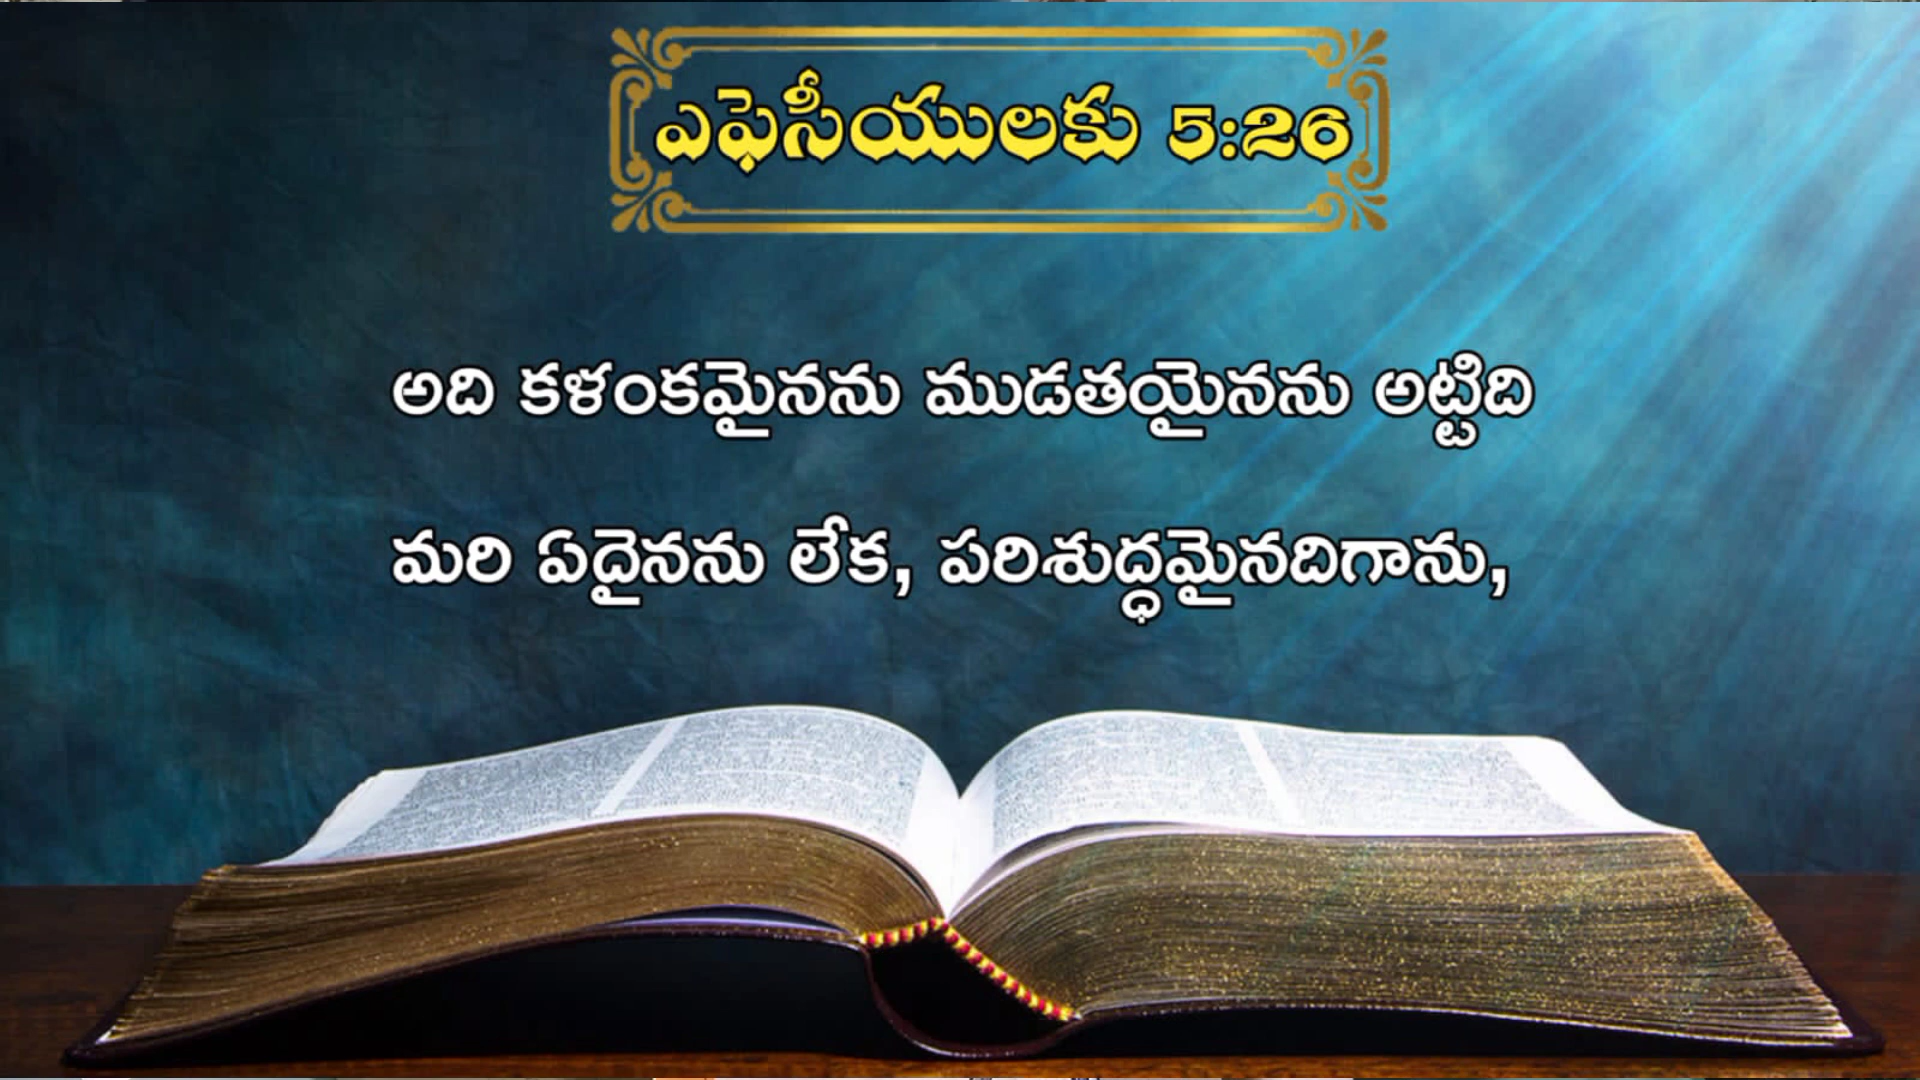 ఎఫెసీయులకు 5:26
అది కళంకమైనను ముడతయైనను అట్టిది
మరి ఏదైనను లేక, పరిశుద్ధమైనదిగాను,